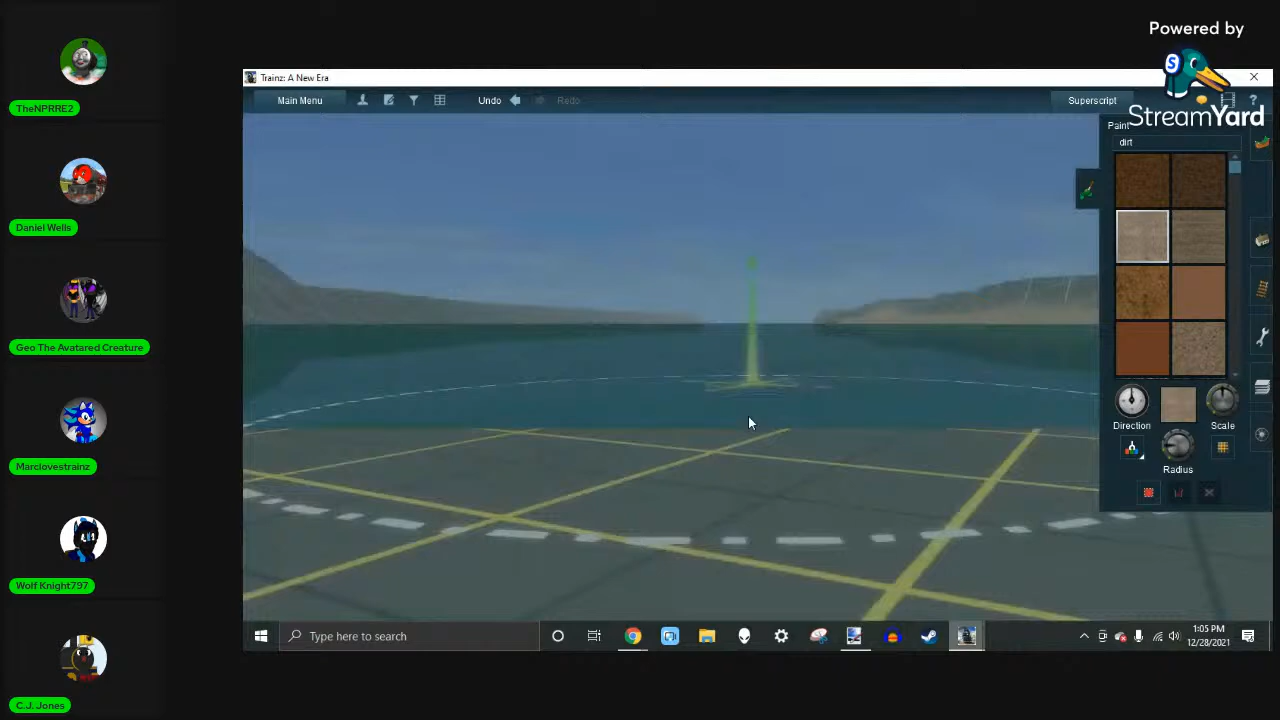 Powered by
StreamYard
TheNPRRE2
Daniel Wells
Geo The Avatared Creature
Marclovestrainz
Wolf Knight797
C.J. Jones
Trainz: A New Era
Main Menu
Undo
Redo
Superscript
?
Paint
dirt
Direction
Scale
Radius
Type here to search
1:05 PM
12/28/2021